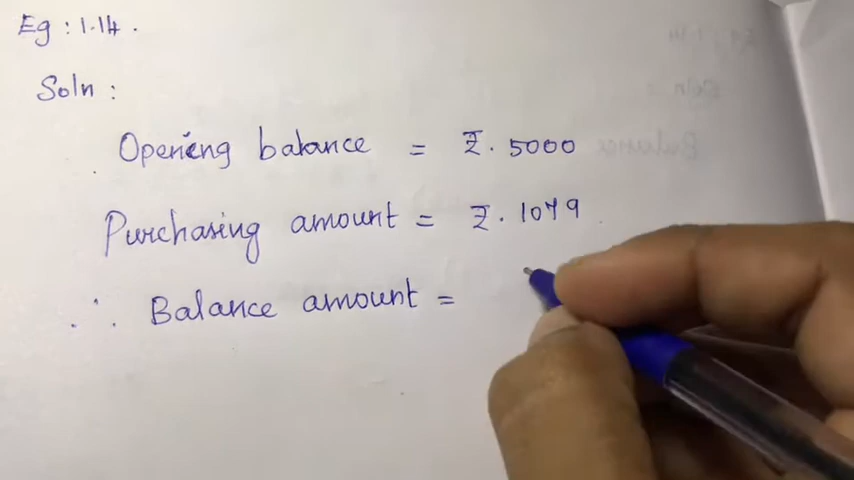 Eg : 1.14 .
Soln :
Opening balance = ₹. 5000
Purchasing amount = ₹. 1079
∴ Balance amount =